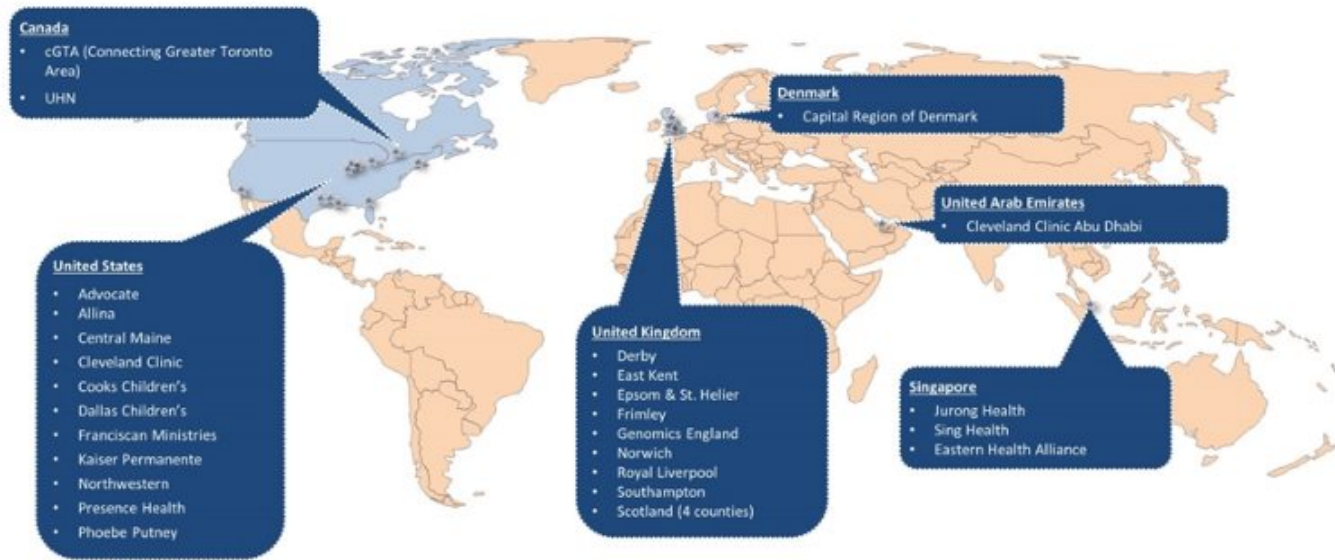 Canada
• cGTA (Connecting Greater Toronto
Area)
• UHN
Denmark
• Capital Region of Denmark
United Arab Emirates
• Cleveland Clinic Abu Dhabi
United States
• Advocate
• Allina
• Central Maine
• Cleveland Clinic
• Cooks Children's
• Dallas Children's
• Franciscan Ministries
• Kaiser Permanente
• Northwestern
• Presence Health
• Phoebe Putney
United Kingdom
• Derby
• East Kent
• Epsom & St. Helier
• Frimley
• Genomics England
• Norwich
• Royal Liverpool
• Southampton
• Scotland (4 counties)
Singapore
• Jurong Health
• Sing Health
• Eastern Health Alliance